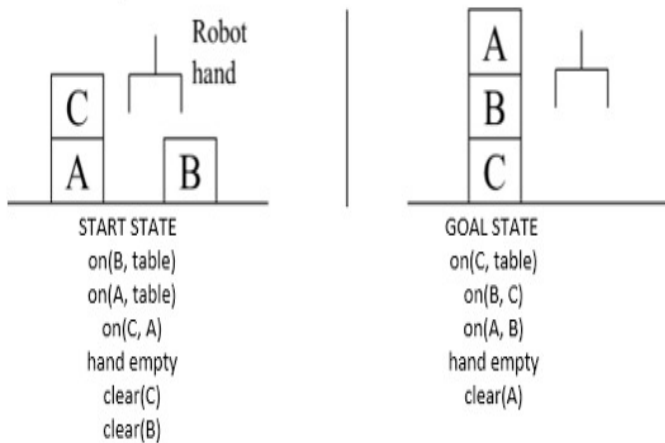 Robot
hand
C
A
B
A
B
C
START STATE
on(B, table)
on(A, table)
on(C, A)
hand empty
clear(C)
clear(B)
GOAL STATE
on(C, table)
on(B, C)
on(A, B)
hand empty
clear(A)